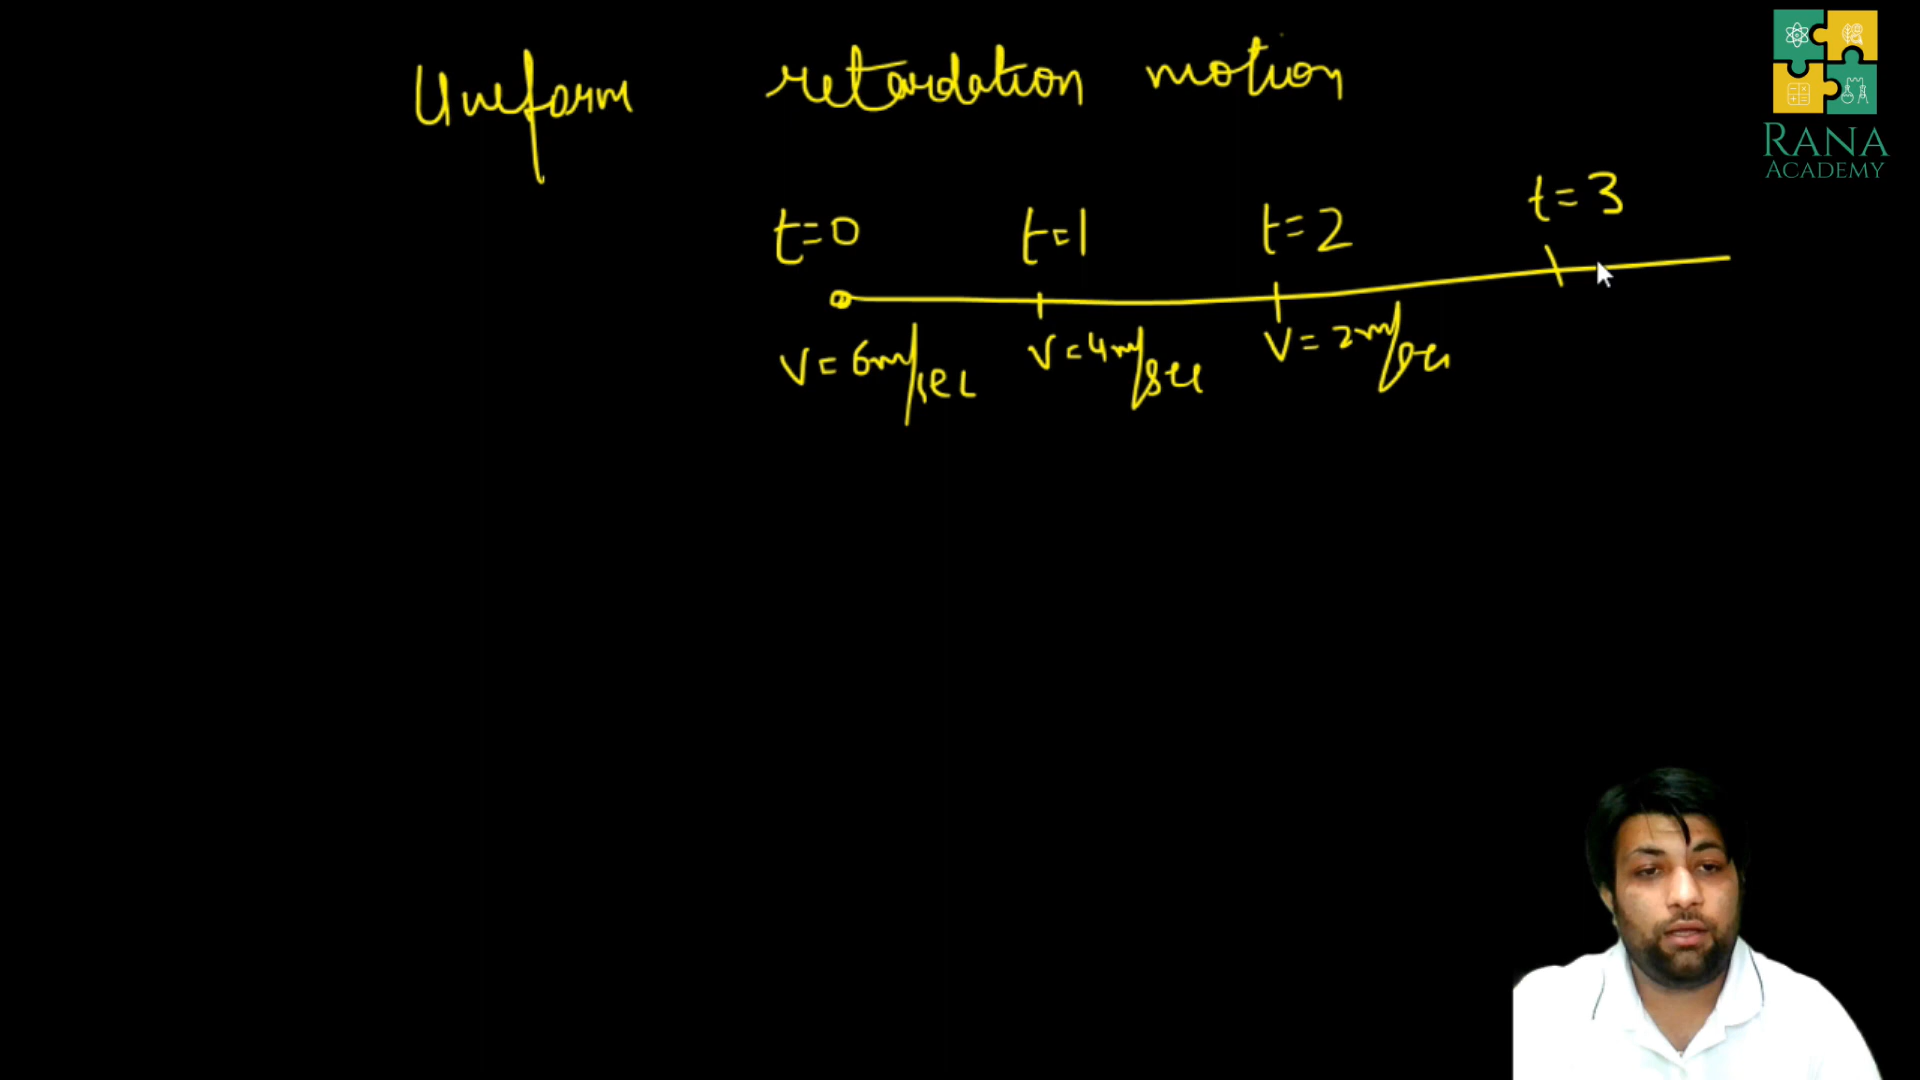 Uniform retardation motion
RANA
ACADEMY
t=0 t=1 t=2 t=3
V=6m/sec V=4m/sec V=2m/sec